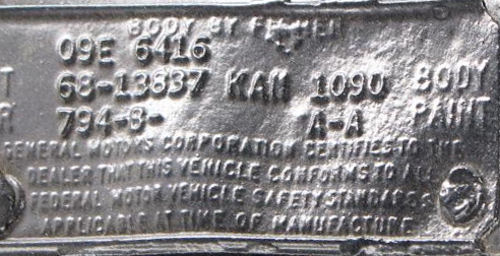 BODY BY FISHER
09E 6416
T 68-13837 KAN 1090 BODY
R 794-B- A-A PAINT
GENERAL MOTORS CORPORATION CERTIFIES TO THE
DEALER THAT THIS VEHICLE CONFORMS TO ALL
FEDERAL MOTOR VEHICLE SAFETY STANDARDS
APPLICABLE AT TIME OF MANUFACTURE